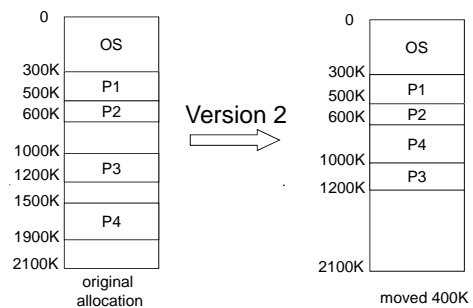 0
OS
300K
P1
500K
P2
600K
1000K
P3
1200K
1500K
P4
1900K
2100K
original
allocation
Version 2
0
OS
300K
P1
500K
P2
600K
P4
1000K
P3
1200K
2100K
moved 400K